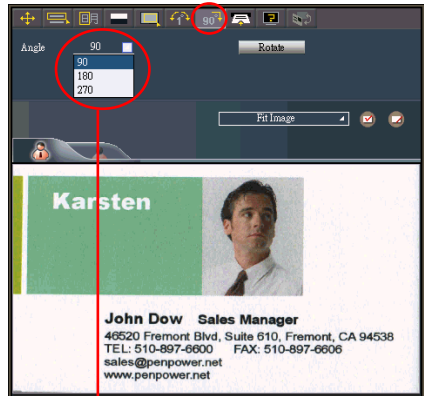 90
Angle 90 Rotate
90
180
270
Fit Image
Karsten
John Dow Sales Manager
46520 Fremont Blvd, Suite 610, Fremont, CA 94538
TEL: 510-897-6600 FAX: 510-897-6606
sales@penpower.net
www.penpower.net